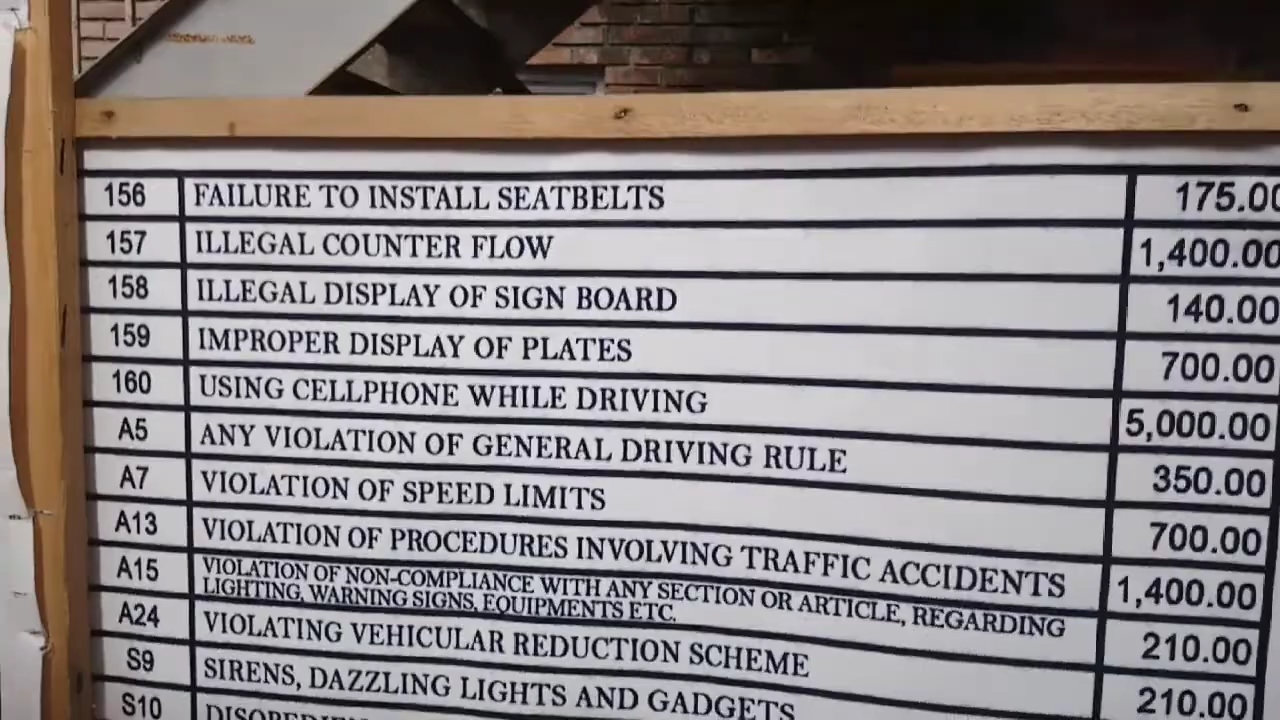 156 FAILURE TO INSTALL SEATBELTS 175.00
157 ILLEGAL COUNTER FLOW 1,400.00
158 ILLEGAL DISPLAY OF SIGN BOARD 140.00
159 IMPROPER DISPLAY OF PLATES 700.00
160 USING CELLPHONE WHILE DRIVING 5,000.00
A5 ANY VIOLATION OF GENERAL DRIVING RULE 350.00
A7 VIOLATION OF SPEED LIMITS 700.00
A13 VIOLATION OF PROCEDURES INVOLVING TRAFFIC ACCIDENTS 1,400.00
A15 VIOLATION OF NON-COMPLIANCE WITH ANY SECTION OR ARTICLE, REGARDING
LIGHTING, WARNING SIGNS, EQUIPMENTS ETC. 210.00
A24 VIOLATING VEHICULAR REDUCTION SCHEME 210.00
S9 SIRENS, DAZZLING LIGHTS AND GADGETS
S10